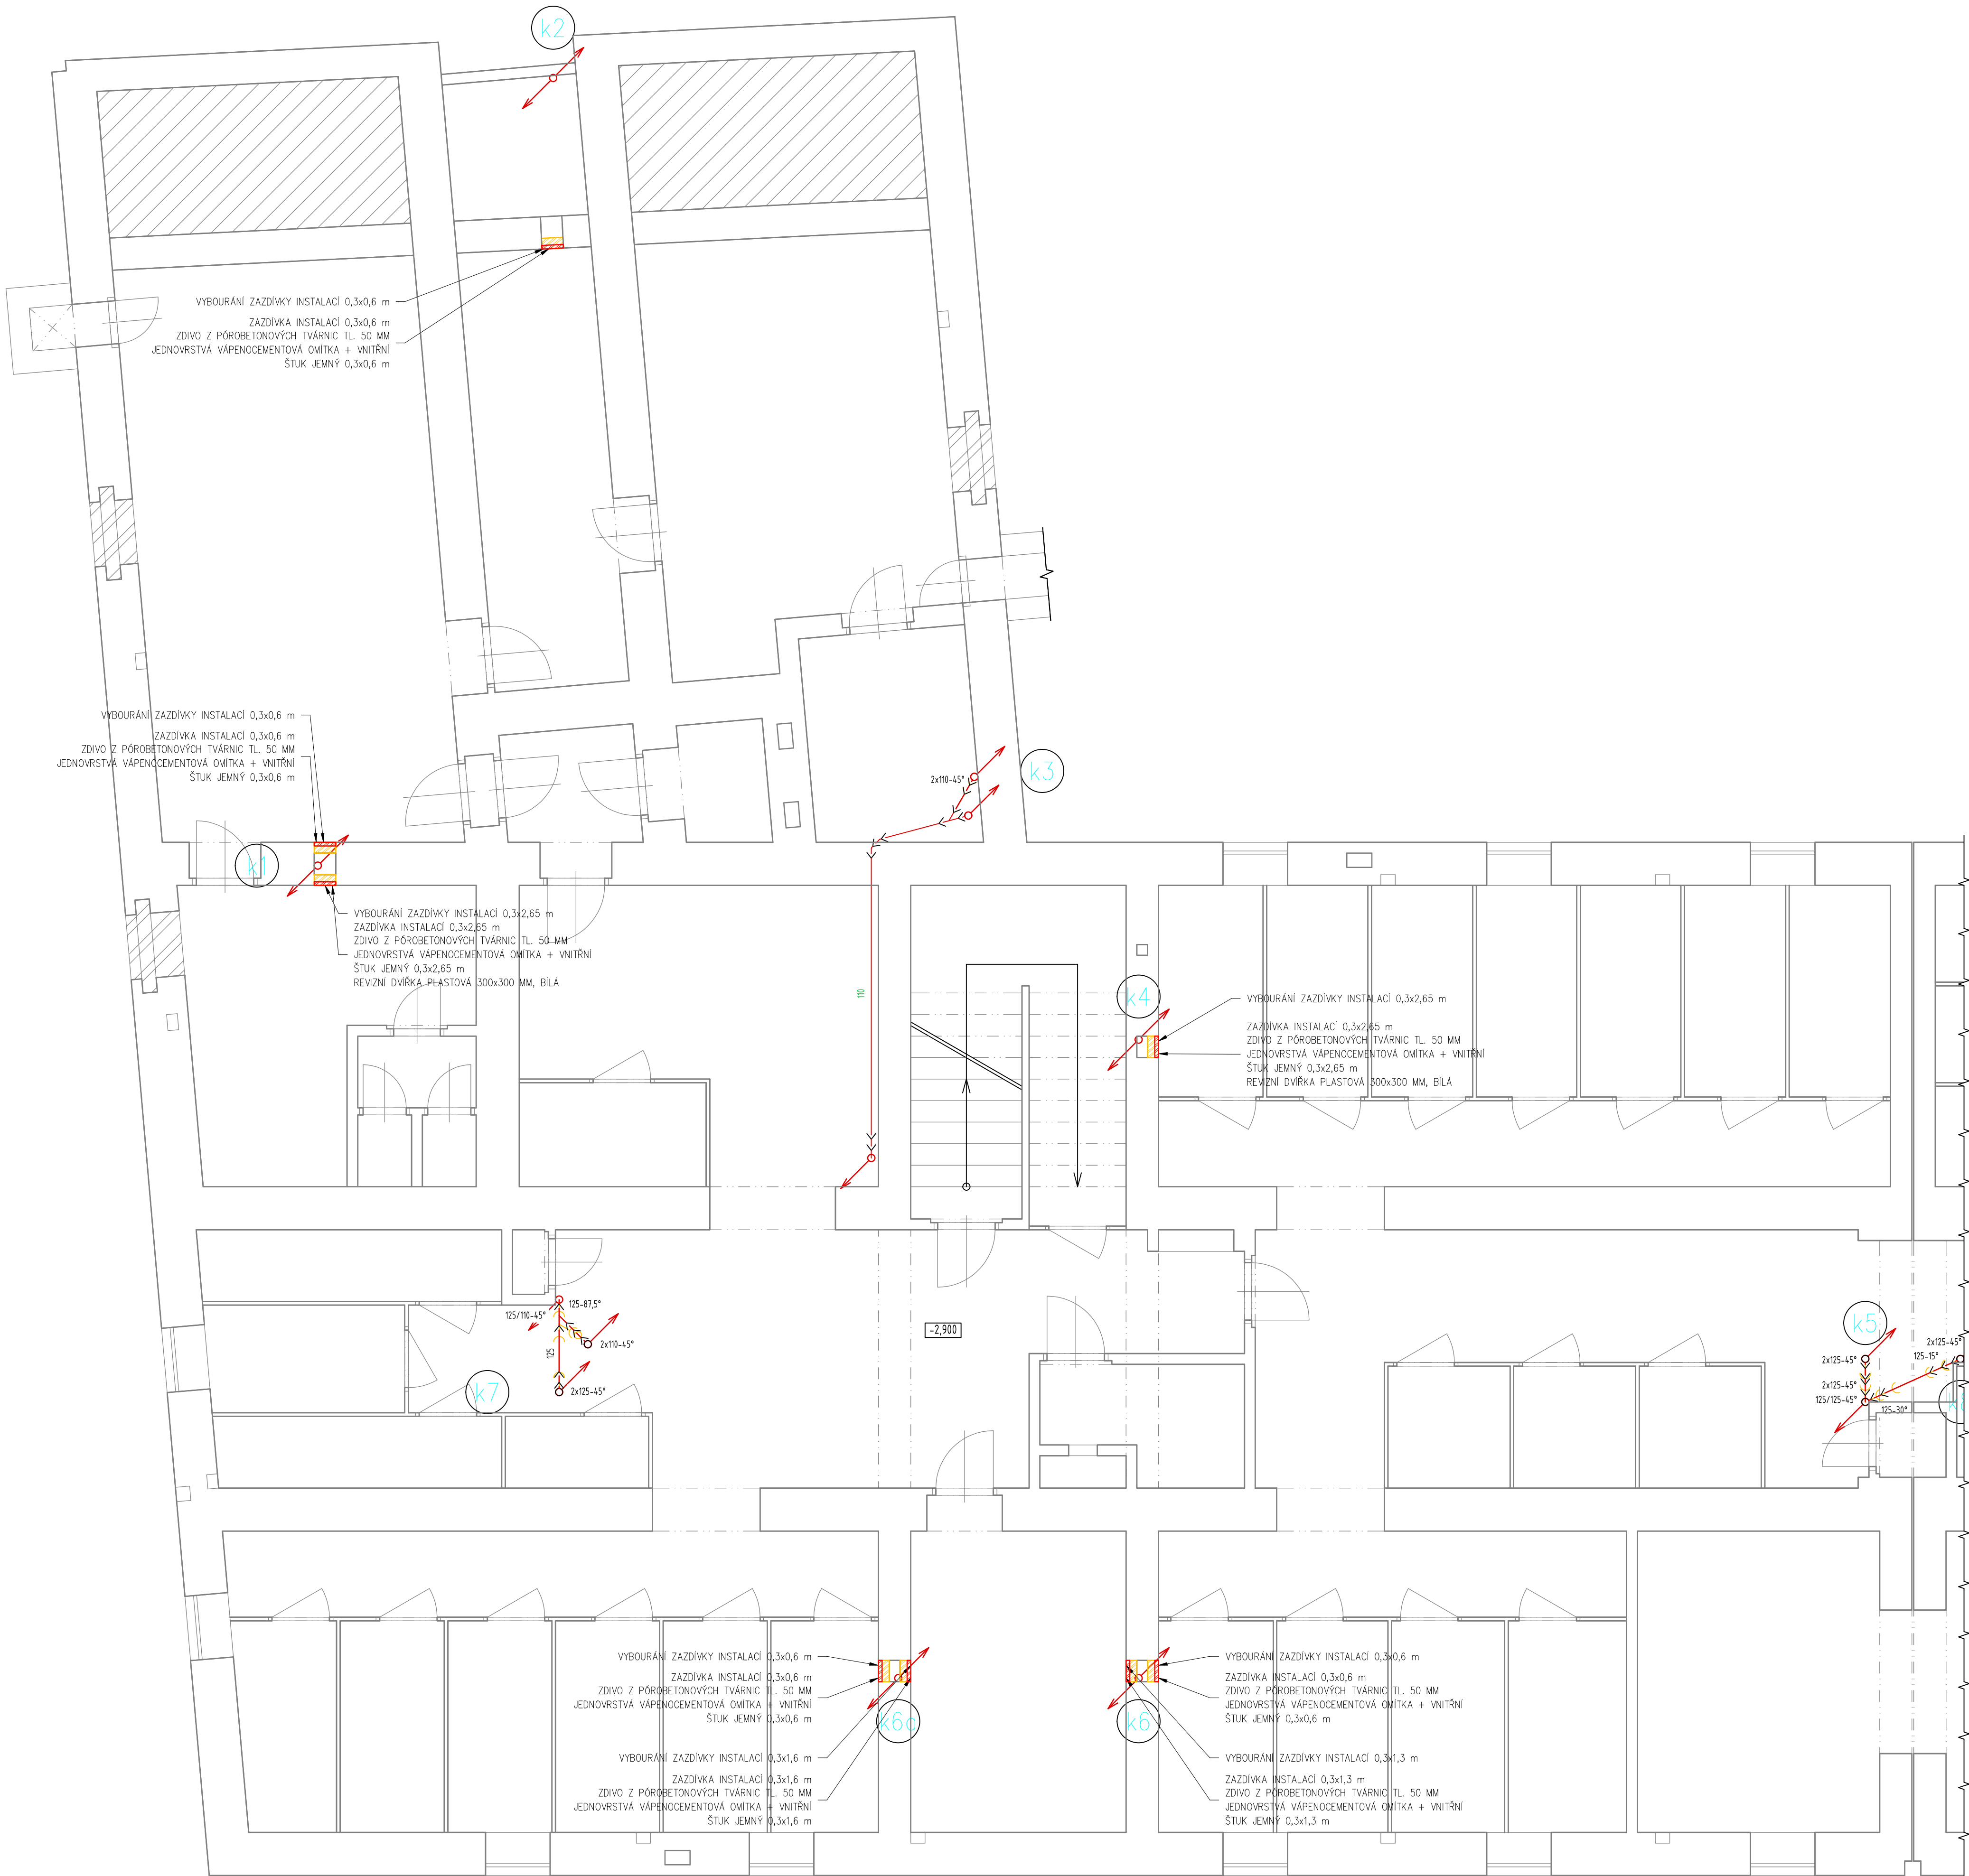 k2
VYBOURÁNÍ ZAZDÍVKY INSTALACÍ 0,3x0,6 m
ZAZDÍVKA INSTALACÍ 0,3x0,6 m
ZDIVO Z PÓROBETONOVÝCH TVÁRNIC TL. 50 MM
JEDNOVRSTVÁ VÁPENOCEMENTOVÁ OMÍTKA + VNITŘNÍ
ŠTUK JEMNÝ 0,3x0,6 m
VYBOURÁNÍ ZAZDÍVKY INSTALACÍ 0,3x0,6 m
ZAZDÍVKA INSTALACÍ 0,3x0,6 m
ZDIVO Z PÓROBETONOVÝCH TVÁRNIC TL. 50 MM
JEDNOVRSTVÁ VÁPENOCEMENTOVÁ OMÍTKA + VNITŘNÍ
ŠTUK JEMNÝ 0,3x0,6 m
k3
2x110-45°
k1
VYBOURÁNÍ ZAZDÍVKY INSTALACÍ 0,3x2,65 m
ZAZDÍVKA INSTALACÍ 0,3x2,65 m
ZDIVO Z PÓROBETONOVÝCH TVÁRNIC TL. 50 MM
JEDNOVRSTVÁ VÁPENOCEMENTOVÁ OMÍTKA + VNITŘNÍ
ŠTUK JEMNÝ 0,3x2,65 m
REVIZNÍ DVÍŘKA PLASTOVÁ 300x300 MM, BÍLÁ
110
k4
VYBOURÁNÍ ZAZDÍVKY INSTALACÍ 0,3x2,65 m
ZAZDÍVKA INSTALACÍ 0,3x2,65 m
ZDIVO Z PÓROBETONOVÝCH TVÁRNIC TL. 50 MM
JEDNOVRSTVÁ VÁPENOCEMENTOVÁ OMÍTKA + VNITŘNÍ
ŠTUK JEMNÝ 0,3x2,65 m
REVIZNÍ DVÍŘKA PLASTOVÁ 300x300 MM, BÍLÁ
125-87,5°
125/110-45°
2x110-45°
125
2x125-45°
k7
-2,900
k5
2x125-45°
125-15°
2x125-45°
2x125-45°
125/125-45°
125-30°
VYBOURÁNÍ ZAZDÍVKY INSTALACÍ 0,3x0,6 m
ZAZDÍVKA INSTALACÍ 0,3x0,6 m
ZDIVO Z PÓROBETONOVÝCH TVÁRNIC TL. 50 MM
JEDNOVRSTVÁ VÁPENOCEMENTOVÁ OMÍTKA + VNITŘNÍ
ŠTUK JEMNÝ 0,3x0,6 m
k6a
VYBOURÁNÍ ZAZDÍVKY INSTALACÍ 0,3x1,6 m
ZAZDÍVKA INSTALACÍ 0,3x1,6 m
ZDIVO Z PÓROBETONOVÝCH TVÁRNIC TL. 50 MM
JEDNOVRSTVÁ VÁPENOCEMENTOVÁ OMÍTKA + VNITŘNÍ
ŠTUK JEMNÝ 0,3x1,6 m
VYBOURÁNÍ ZAZDÍVKY INSTALACÍ 0,3x0,6 m
ZAZDÍVKA INSTALACÍ 0,3x0,6 m
ZDIVO Z PÓROBETONOVÝCH TVÁRNIC TL. 50 MM
JEDNOVRSTVÁ VÁPENOCEMENTOVÁ OMÍTKA + VNITŘNÍ
ŠTUK JEMNÝ 0,3x0,6 m
k6
VYBOURÁNÍ ZAZDÍVKY INSTALACÍ 0,3x1,3 m
ZAZDÍVKA INSTALACÍ 0,3x1,3 m
ZDIVO Z PÓROBETONOVÝCH TVÁRNIC TL. 50 MM
JEDNOVRSTVÁ VÁPENOCEMENTOVÁ OMÍTKA + VNITŘNÍ
ŠTUK JEMNÝ 0,3x1,3 m